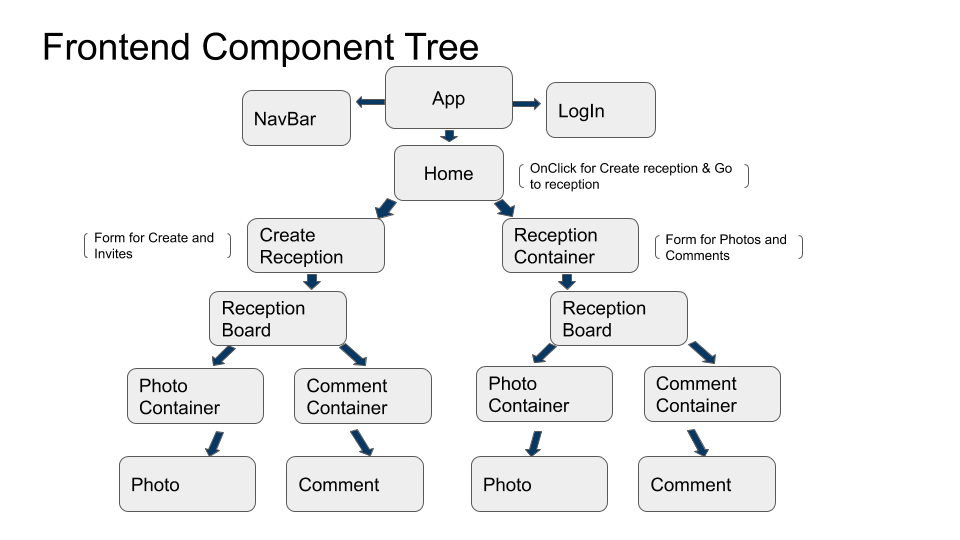 Frontend Component Tree
App
NavBar
LogIn
Home
OnClick for Create reception & Go
to reception
Form for Create and
Invites
Create
Reception
Reception
Container
Form for Photos and
Comments
Reception
Board
Reception
Board
Photo
Container
Comment
Container
Photo
Container
Comment
Container
Photo
Comment
Photo
Comment